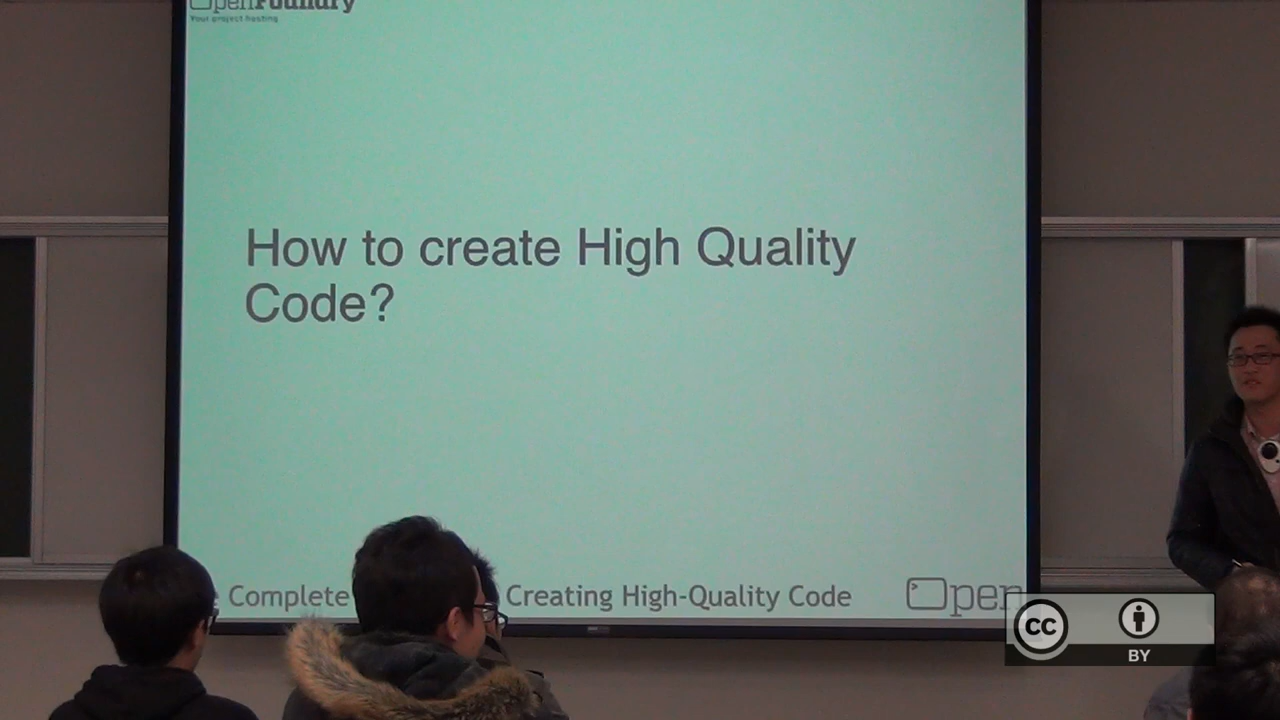 OpenFoundry
Your project hosting
How to create High Quality
Code?
Complete
Creating High-Quality Code
Open
CC
BY